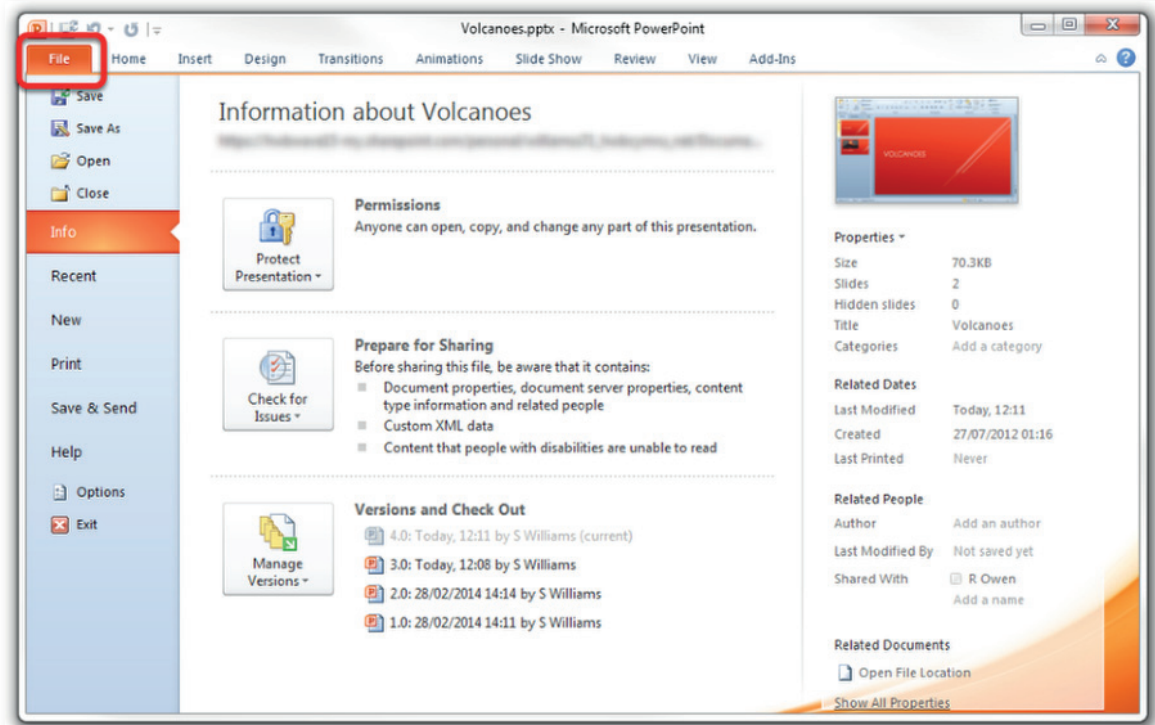 Volcanoes.pptx - Microsoft PowerPoint
File Home Insert Design Transitions Animations Slide Show Review View Add-Ins
Save
Save As
Open
Close
Info
Recent
New
Print
Save & Send
Help
Options
Exit
Information about Volcanoes
Protect
Presentation
Permissions
Anyone can open, copy, and change any part of this presentation.
Check for
Issues
Prepare for Sharing
Before sharing this file, be aware that it contains:
Document properties, document server properties, content
type information and related people
Custom XML data
Content that people with disabilities are unable to read
Manage
Versions
Versions and Check Out
4.0: Today, 12:11 by S Williams (current)
3.0: Today, 12:08 by S Williams
2.0: 28/02/2014 14:14 by S Williams
1.0: 28/02/2014 14:11 by S Williams
VOLCANOES
Properties
Size 70.3KB
Slides 2
Hidden slides 0
Title Volcanoes
Categories Add a category
Related Dates
Last Modified Today, 12:11
Created 27/07/2012 01:16
Last Printed Never
Related People
Author Add an author
Last Modified By Not saved yet
Shared With R Owen
Add a name
Related Documents
Open File Location
Show All Properties